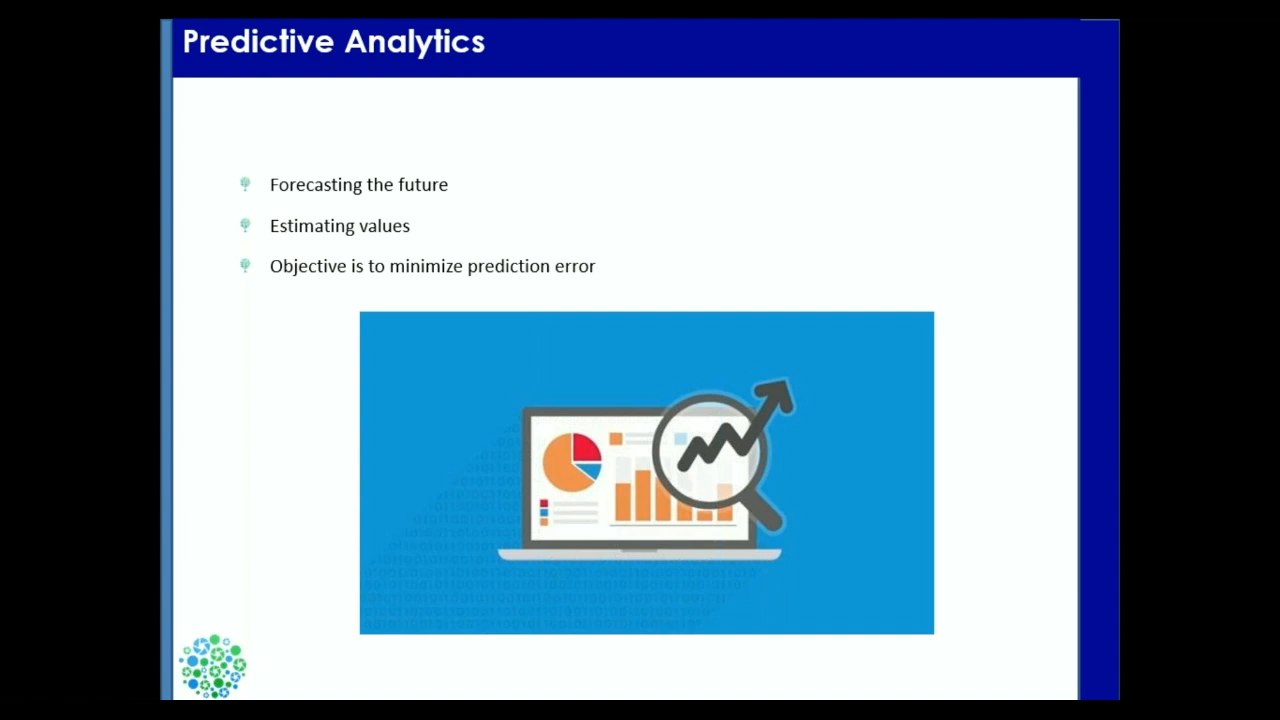 Predictive Analytics
Forecasting the future
Estimating values
Objective is to minimize prediction error